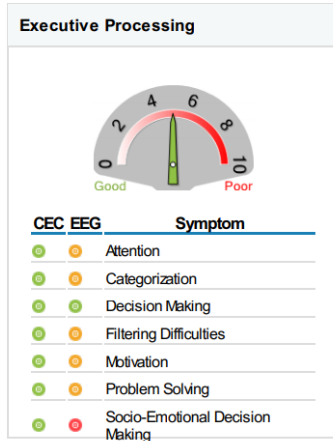 Executive Processing
0 2 4 6 8 10
Good Poor
CEC EEG Symptom
Attention
Categorization
Decision Making
Filtering Difficulties
Motivation
Problem Solving
Socio-Emotional Decision
Making